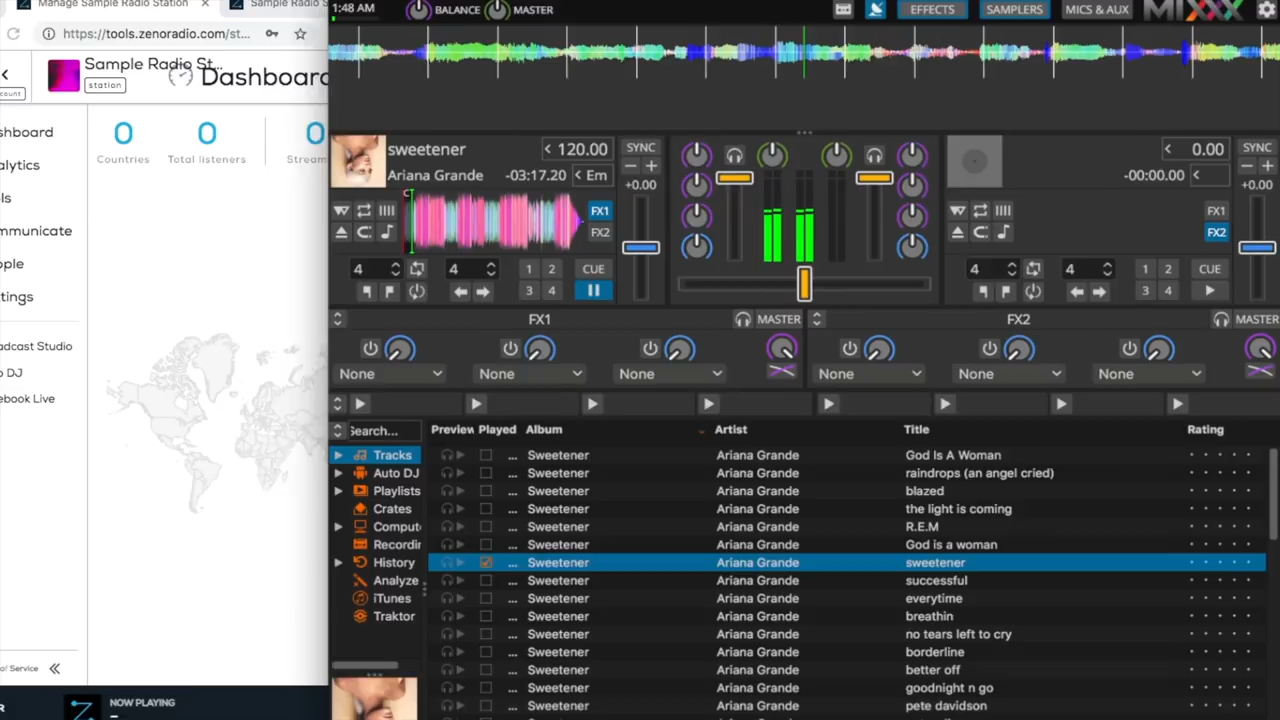 Manage Sample Radio Station
Sample Radio S
https://tools.zenoradio.com/st...
count
Sample Radio St...
station
Dashboard
shboard
alytics
ls
mmunicate
ople
tings
adcast Studio
o DJ
ebook Live
of Service
0
0
0
Countries
Total listeners
Stream
NOW PLAYING
R
1:48 AM
BALANCE
MASTER
EFFECTS
SAMPLERS
MICS & AUX
MIXXX
sweetener
120.00
SYNC
Ariana Grande
-03:17.20
Em
+0.00
FX1
FX2
4
4
1 2
CUE
3 4
0.00
SYNC
-00:00.00
+0.00
FX1
FX2
4
4
1 2
CUE
3 4
FX1
MASTER
FX2
MASTER
None
None
None
None
None
None
Search...
Preview Played Album Artist Title Rating
Tracks
Auto DJ
Playlists
Crates
Comput
Recordin
History
Analyze
iTunes
Traktor
... Sweetener Ariana Grande God Is A Woman
... Sweetener Ariana Grande raindrops (an angel cried)
... Sweetener Ariana Grande blazed
... Sweetener Ariana Grande the light is coming
... Sweetener Ariana Grande R.E.M
... Sweetener Ariana Grande God is a woman
... Sweetener Ariana Grande sweetener
... Sweetener Ariana Grande successful
... Sweetener Ariana Grande everytime
... Sweetener Ariana Grande breathin
... Sweetener Ariana Grande no tears left to cry
... Sweetener Ariana Grande borderline
... Sweetener Ariana Grande better off
... Sweetener Ariana Grande goodnight n go
... Sweetener Ariana Grande pete davidson